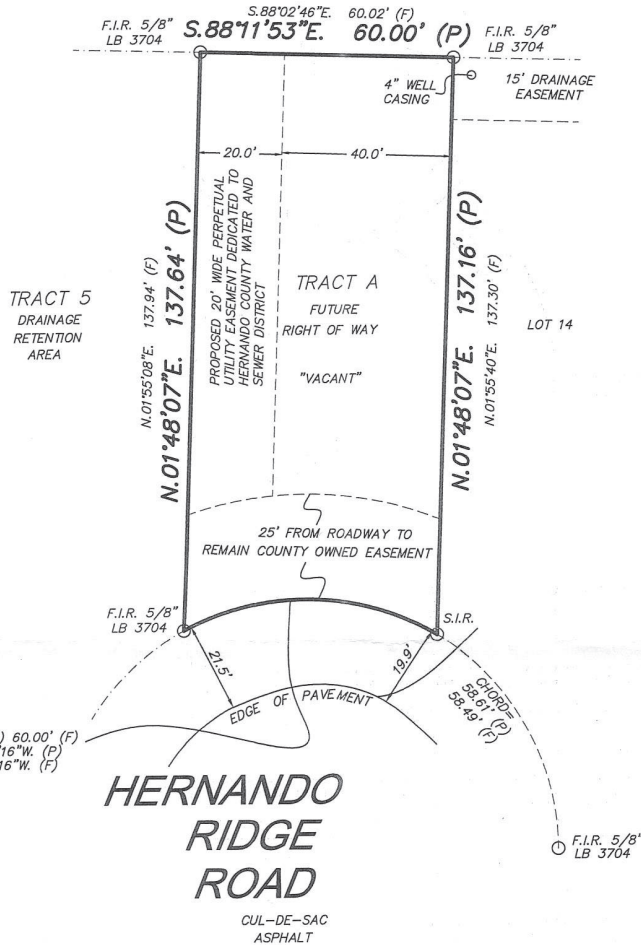 S.88°02'46"E. 60.02' (F)
F.I.R. 5/8"
LB 3704
S.88°11'53"E. 60.00' (P)
F.I.R. 5/8"
LB 3704
4" WELL
CASING
15' DRAINAGE
EASEMENT
20.0'
40.0'
TRACT 5
DRAINAGE
RETENTION
AREA
N.01°55'08"E. 137.94' (F)
N.01°48'07"E. 137.64' (P)
PROPOSED 20' WIDE PERPETUAL
UTILITY EASEMENT DEDICATED TO
HERNANDO COUNTY WATER AND
SEWER DISTRICT
TRACT A
FUTURE
RIGHT OF WAY
"VACANT"
N.01°48'07"E. 137.16' (P)
N.01°55'40"E. 137.30' (F)
LOT 14
25' FROM ROADWAY TO
REMAIN COUNTY OWNED EASEMENT
F.I.R. 5/8"
LB 3704
S.I.R.
21.5'
19.9'
EDGE OF PAVEMENT
CHORD=
58.61' (P)
58.49' (F)
) 60.00' (F)
'16"W. (P)
16"W. (F)
HERNANDO
RIDGE
ROAD
CUL-DE-SAC
ASPHALT
F.I.R. 5/8"
LB 3704